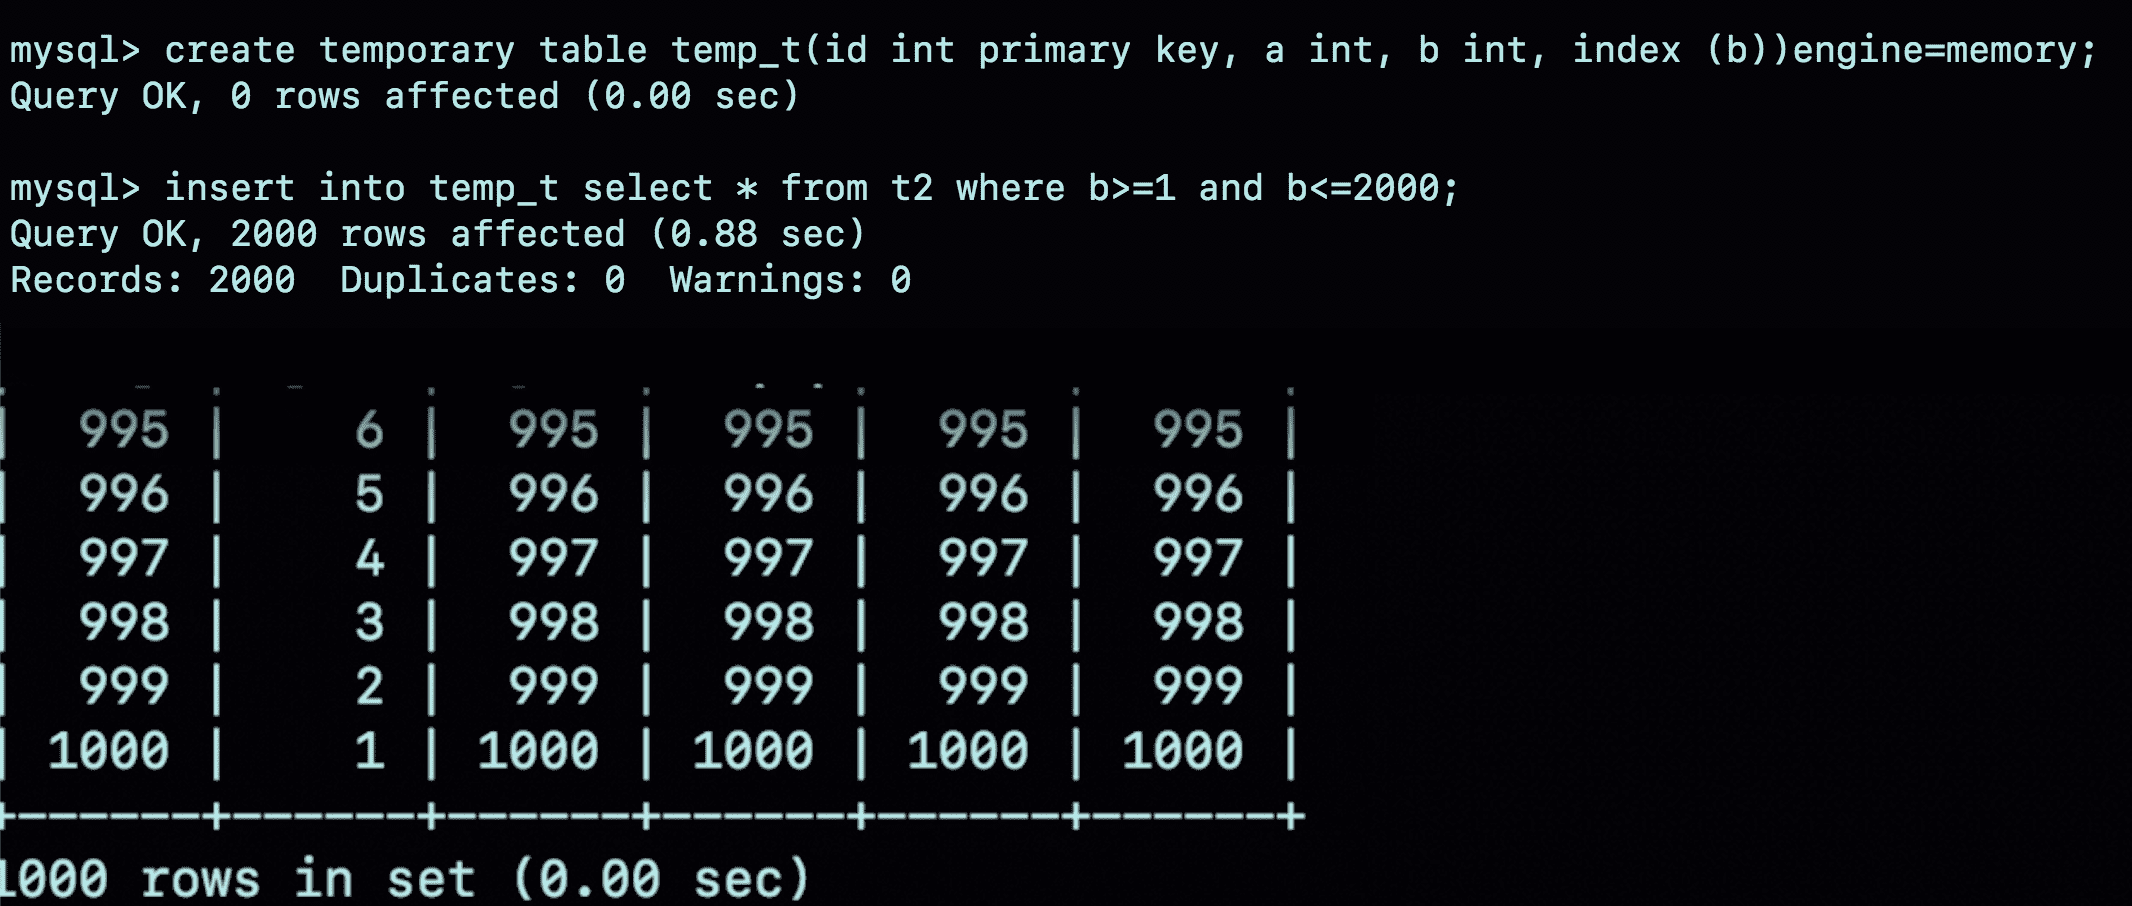 mysql> create temporary table temp_t(id int primary key, a int, b int, index (b))engine=memory;
Query OK, 0 rows affected (0.00 sec)
mysql> insert into temp_t select * from t2 where b>=1 and b<=2000;
Query OK, 2000 rows affected (0.88 sec)
Records: 2000  Duplicates: 0  Warnings: 0
|  995 |    6 |  995 |  995 |  995 |  995 |
|  996 |    5 |  996 |  996 |  996 |  996 |
|  997 |    4 |  997 |  997 |  997 |  997 |
|  998 |    3 |  998 |  998 |  998 |  998 |
|  999 |    2 |  999 |  999 |  999 |  999 |
| 1000 |    1 | 1000 | 1000 | 1000 | 1000 |
+------+------+------+------+------+------+
1000 rows in set (0.00 sec)